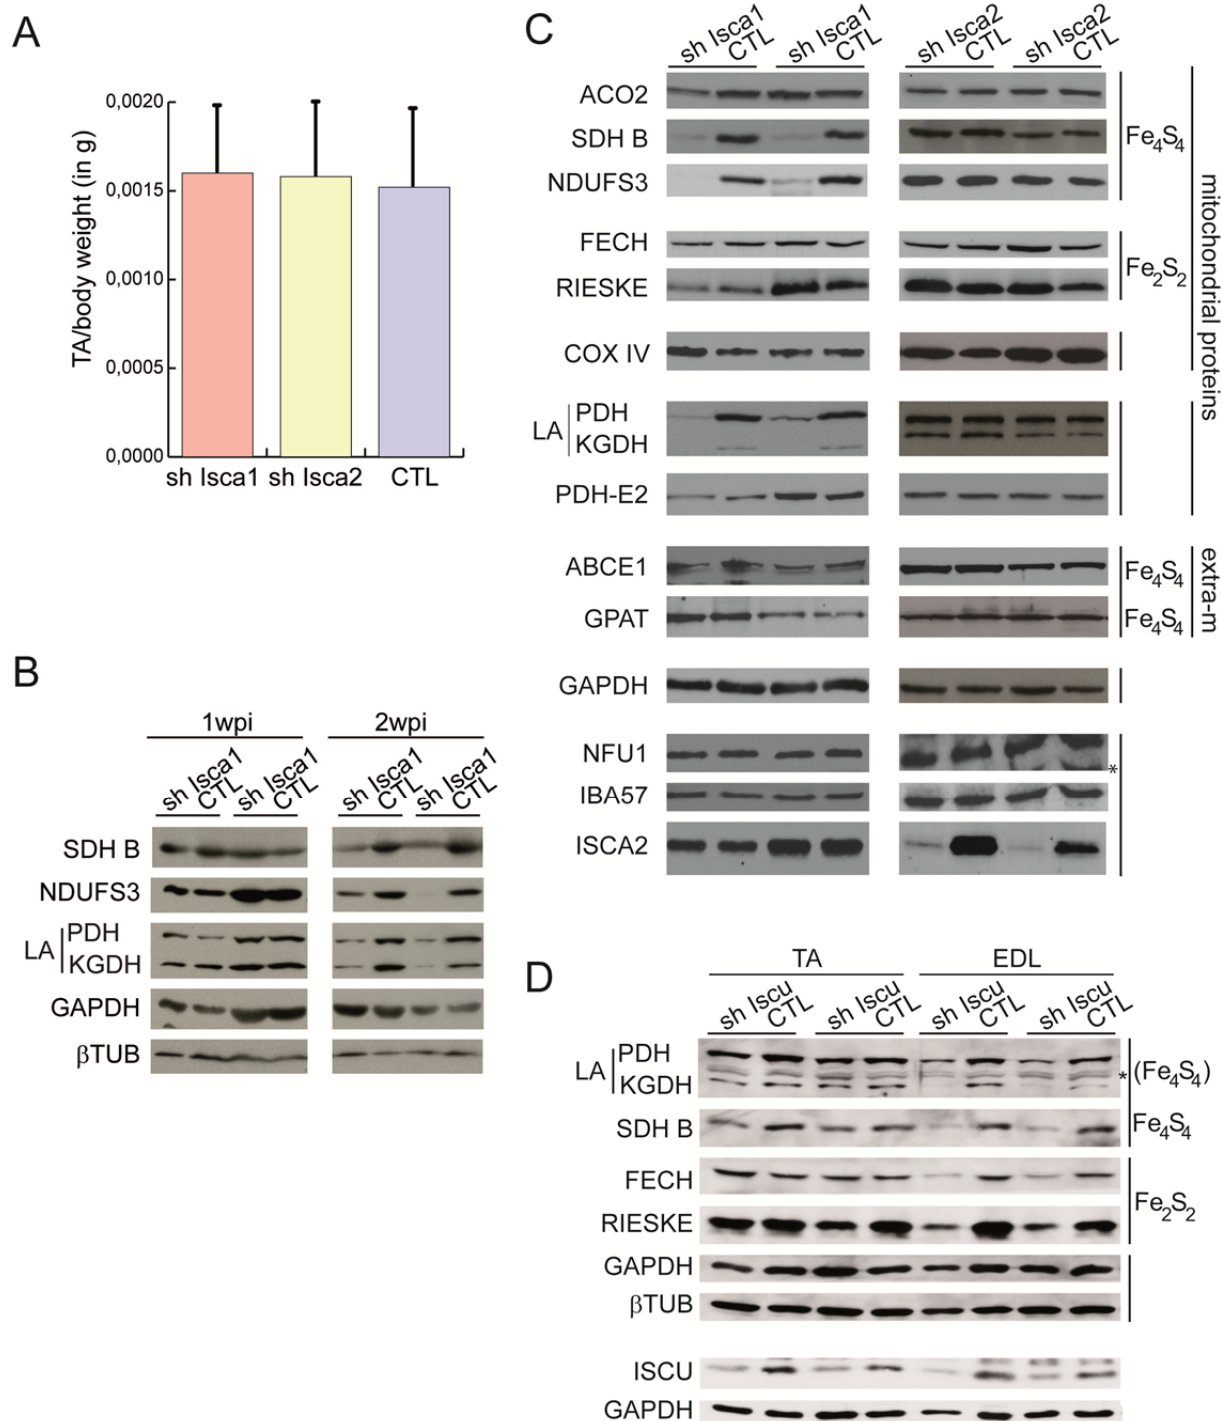 A
0,0020
0,0015
0,0010
0,0005
0,0000
TA/body weight (in g)
sh Isca1 sh Isca2 CTL
B
1wpi 2wpi
sh Isca1 CTL sh Isca1 CTL sh Isca1 CTL sh Isca1 CTL
SDH B
NDUFS3
LA PDH
KGDH
GAPDH
βTUB
C
sh Isca1 CTL sh Isca1 CTL sh Isca2 CTL sh Isca2 CTL
ACO2
SDH B Fe4S4
NDUFS3
FECH
RIESKE Fe2S2
COX IV
mitochondrial proteins
LA PDH
KGDH
PDH-E2
ABCE1 Fe4S4
GPAT Fe4S4
extra-m
GAPDH
NFU1
*
IBA57
ISCA2
D
TA EDL
sh Iscu CTL sh Iscu CTL sh Iscu CTL sh Iscu CTL
LA PDH
KGDH * (Fe4S4)
SDH B Fe4S4
FECH
RIESKE Fe2S2
GAPDH
βTUB
ISCU
GAPDH